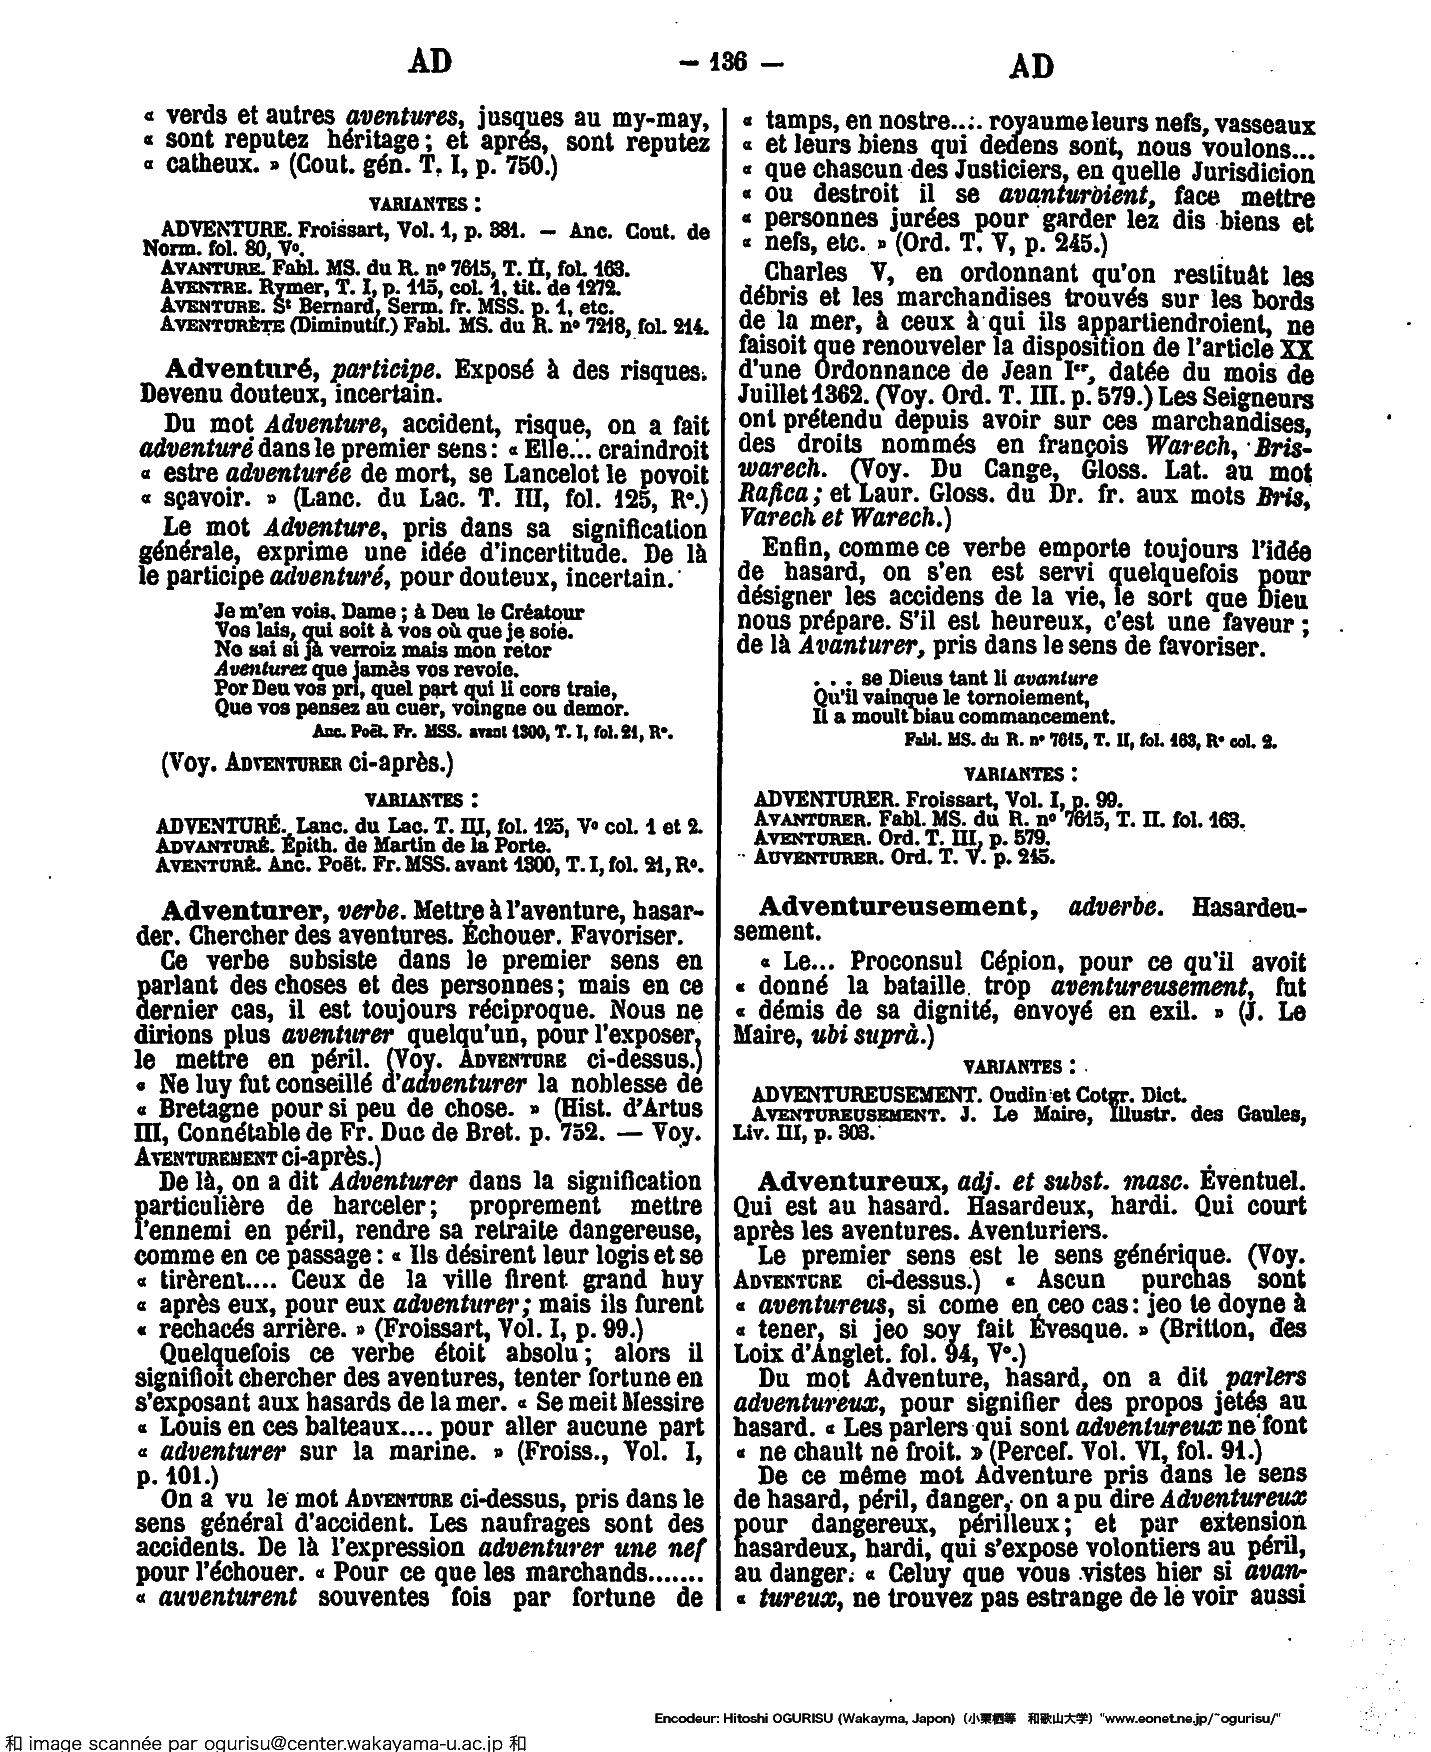 AD — 136 — AD
« verds et autres aventures, jusques au my-may,
« sont reputez héritage ; et aprés, sont reputez
« catheux. » (Cout. gén. T. I, p. 750.)
VARIANTES :
ADVENTURE. Froissart, Vol. 1, p. 381. — Anc. Cout. de
Norm. fol. 80, Vº.
AVANTURE. Fabl. MS. du R. nº 7615, T. II, fol. 163.
AVENTRE. Rymer, T. I, p. 115, col. 1, tit. de 1272.
AVENTURE. St Bernard, Serm. fr. MSS. p. 1, etc.
AVENTURÈTE (Diminutif.) Fabl. MS. du R. nº 7218, fol. 214.
Adventuré, participe. Exposé à des risques.
Devenu douteux, incertain.
Du mot Adventure, accident, risque, on a fait
adventuré dans le premier sens : « Elle... craindroit
« estre adventurée de mort, se Lancelot le povoit
« sçavoir. » (Lanc. du Lac. T. III, fol. 125, Rº.)
Le mot Adventure, pris dans sa signification
générale, exprime une idée d'incertitude. De là
le participe adventuré, pour douteux, incertain.
Je m'en vois, Dame ; à Deu le Créatour
Vos lais, qui soit à vos où que je soie.
No sai si jà verroiz mais mon retor
Aventurez que jamès vos revoie.
Por Deu vos pri, quel part qui li cors traie,
Que vos pensez au cuer, voingne ou demor.
Anc. Poët. Fr. MSS. avant 1300, T. I, fol. 21, Rº.
(Voy. ADVENTURER ci-après.)
VARIANTES :
ADVENTURÉ. Lanc. du Lac. T. III, fol. 125, Vº col. 1 et 2.
ADVANTURÉ. Epith. de Martin de la Porte.
AVENTURÉ. Anc. Poët. Fr. MSS. avant 1300, T. I, fol. 21, Rº.
Adventurer, verbe. Mettre à l'aventure, hasar-
der. Chercher des aventures. Échouer. Favoriser.
Ce verbe subsiste dans le premier sens en
parlant des choses et des personnes ; mais en ce
dernier cas, il est toujours réciproque. Nous ne
dirions plus aventurer quelqu'un, pour l'exposer,
le mettre en péril. (Voy. ADVENTURE ci-dessus.)
« Ne luy fut conseillé d'adventurer la noblesse de
« Bretagne pour si peu de chose. » (Hist. d'Artus
III, Connétable de Fr. Duc de Bret. p. 752. — Voy.
AVENTUREMENT ci-après.)
De là, on a dit Adventurer dans la signification
particulière de harceler ; proprement mettre
l'ennemi en péril, rendre sa retraite dangereuse,
comme en ce passage : « Ils désirent leur logis et se
« tirèrent.... Ceux de la ville firent grand huy
« après eux, pour eux adventurer ; mais ils furent
« rechacés arrière. » (Froissart, Vol. I, p. 99.)
Quelquefois ce verbe étoit absolu ; alors il
signifioit chercher des aventures, tenter fortune en
s'exposant aux hasards de la mer. « Se meit Messire
« Louis en ces balteaux.... pour aller aucune part
« adventurer sur la marine. » (Froiss., Vol. I,
p. 101.)
On a vu le mot ADVENTURE ci-dessus, pris dans le
sens général d'accident. Les naufrages sont des
accidents. De là l'expression adventurer une nef
pour l'échouer. « Pour ce que les marchands.......
« auventurent souventes fois par fortune de
« tamps, en nostre.... royaume leurs nefs, vasseaux
« et leurs biens qui dedens sont, nous voulons...
« que chascun des Justiciers, en quelle Jurisdicion
« ou destroit il se avanturoient, face mettre
« personnes jurées pour garder lez dis biens et
« nefs, etc. » (Ord. T. V, p. 245.)
Charles V, en ordonnant qu'on restituât les
débris et les marchandises trouvés sur les bords
de la mer, à ceux à qui ils appartiendroient, ne
faisoit que renouveler la disposition de l'article XX
d'une Ordonnance de Jean Ier, datée du mois de
Juillet 1362. (Voy. Ord. T. III. p. 579.) Les Seigneurs
ont prétendu depuis avoir sur ces marchandises,
des droits nommés en françois Warech, Bris-
warech. (Voy. Du Cange, Gloss. Lat. au mot
Rafica ; et Laur. Gloss. du Dr. fr. aux mots Bris,
Varech et Warech.)
Enfin, comme ce verbe emporte toujours l'idée
de hasard, on s'en est servi quelquefois pour
désigner les accidens de la vie, le sort que Dieu
nous prépare. S'il est heureux, c'est une faveur ;
de là Avanturer, pris dans le sens de favoriser.
. . . se Dieus tant li avanture
Qu'il vainque le tornoiement,
Il a moult biau commancement.
Fabl. MS. du R. nº 7615, T. II, fol. 163, Rº col. 2.
VARIANTES :
ADVENTURER. Froissart, Vol. I, p. 99.
AVANTURER. Fabl. MS. du R. nº 7615, T. II. fol. 163.
AVENTURER. Ord. T. III, p. 579.
AUVENTURER. Ord. T. V. p. 245.
Adventureusement, adverbe. Hasardeu-
sement.
« Le... Proconsul Cépion, pour ce qu'il avoit
« donné la bataille trop aventureusement, fut
« démis de sa dignité, envoyé en exil. » (J. Le
Maire, ubi suprà.)
VARIANTES :
ADVENTUREUSEMENT. Oudin et Cotgr. Dict.
AVENTUREUSEMENT. J. Le Maire, Illustr. des Gaules,
Liv. III, p. 303.
Adventureux, adj. et subst. masc. Éventuel.
Qui est au hasard. Hasardeux, hardi. Qui court
après les aventures. Aventuriers.
Le premier sens est le sens générique. (Voy.
ADVENTURE ci-dessus.) « Ascun purchas sont
« aventureus, si come en ceo cas : jeo te doyne à
« tener, si jeo soy fait Évesque. » (Britton, des
Loix d'Anglet. fol. 94, Vº.)
Du mot Adventure, hasard, on a dit parlers
adventureux, pour signifier des propos jetés au
hasard. « Les parlers qui sont adventureux ne font
« ne chault ne froit. » (Percef. Vol. VI, fol. 91.)
De ce même mot Adventure pris dans le sens
de hasard, péril, danger, on a pu dire Adventureux
pour dangereux, périlleux ; et par extension
hasardeux, hardi, qui s'expose volontiers au péril,
au danger. « Celuy que vous vistes hier si avan-
« tureux, ne trouvez pas estrange de le voir aussi
Encodeur: Hitoshi OGURISU (Wakayma, Japon) (小栗栖等 和歌山大学) "www.eonet.ne.jp/~ogurisu/"
和 image scannée par ogurisu@center.wakayama-u.ac.jp 和